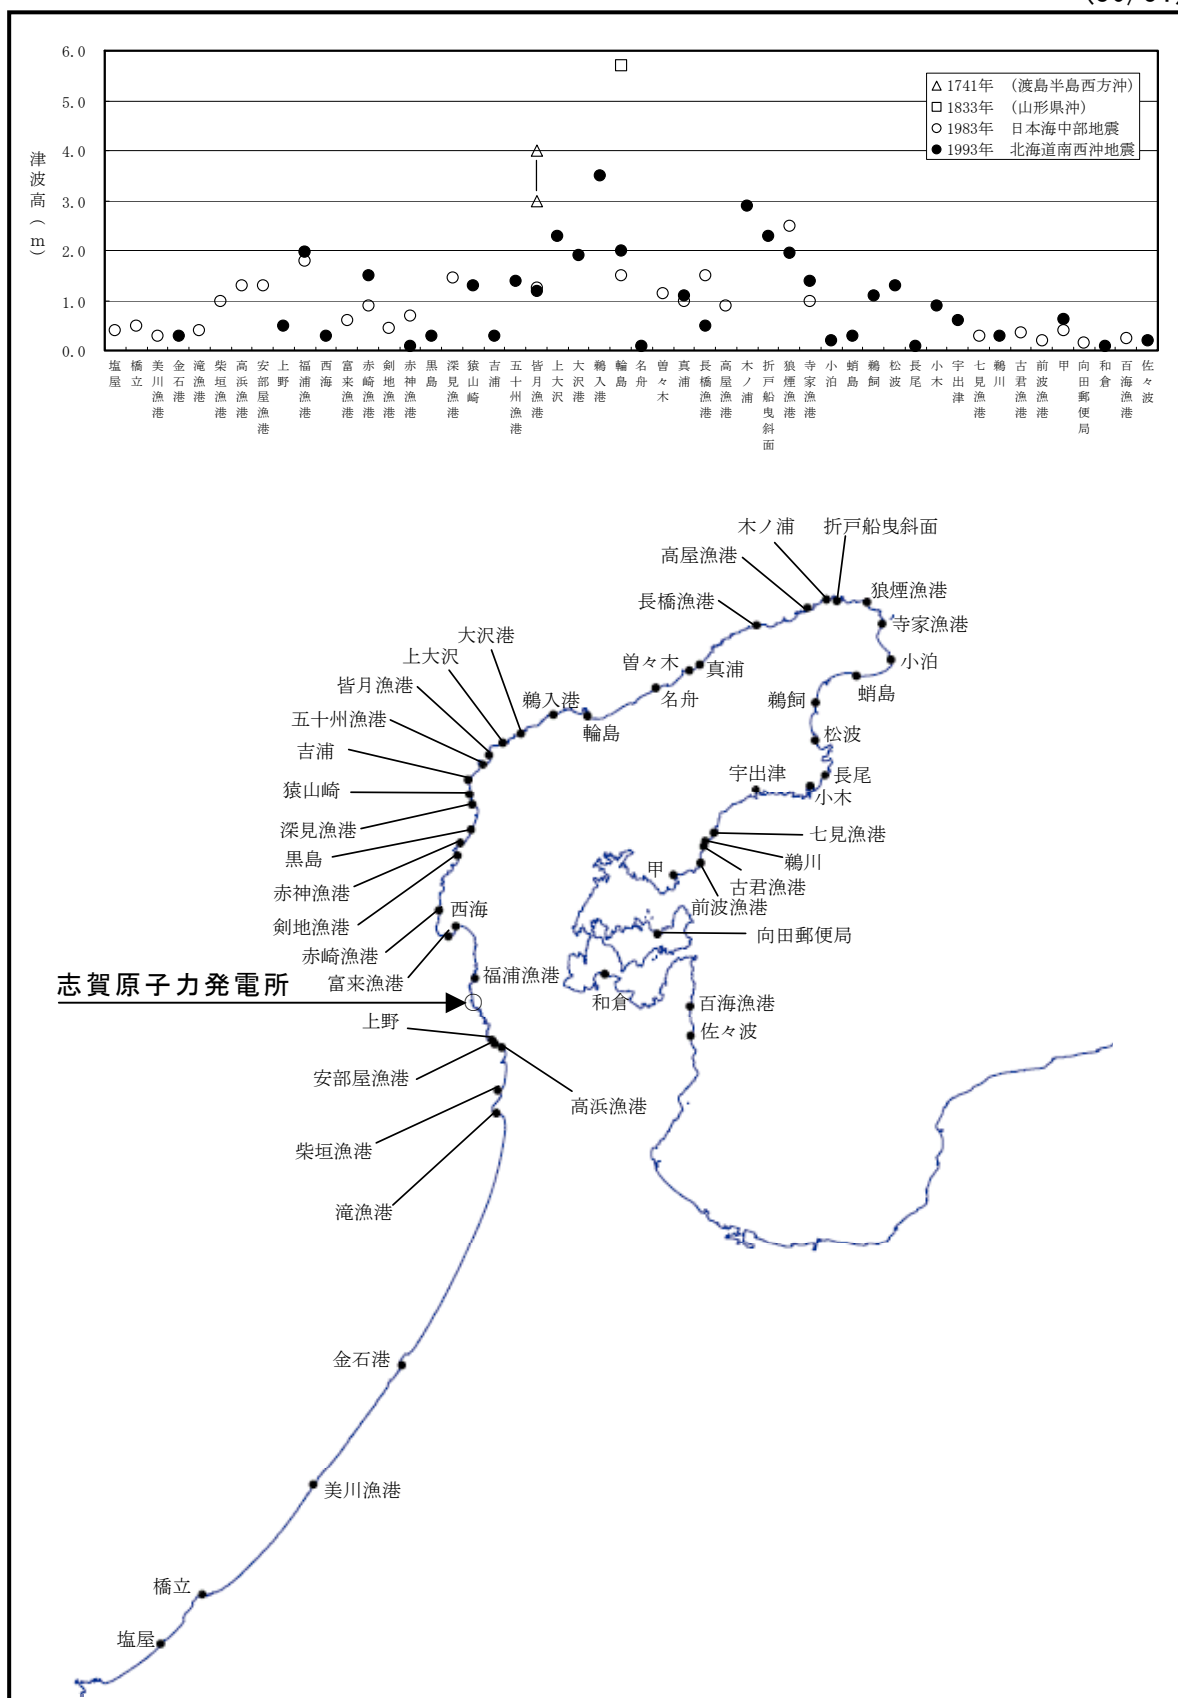 6.0
5.0
4.0
3.0
2.0
1.0
0.0
津波高(m)
△ 1741年 (渡島半島西方沖)
□ 1833年 (山形県沖)
○ 1983年 日本海中部地震
● 1993年 北海道南西沖地震
塩屋
橋立
美川漁港
金石港
滝漁港
柴垣漁港
高浜漁港
安部屋漁港
上野
福浦漁港
西海
富来漁港
赤崎漁港
剣地漁港
赤神漁港
黒島
深見漁港
猿山崎
吉浦
五十州漁港
皆月漁港
上大沢
大沢港
鵜入港
輪島
名舟
曽々木
真浦
長橋漁港
高屋漁港
木ノ浦
折戸船曳斜面
狼煙漁港
寺家漁港
小泊
蛸島
鵜飼
松波
長尾
小木
宇出津
七見漁港
鵜川
古君漁港
前波漁港
甲
向田郵便局
和倉
百海漁港
佐々波
木ノ浦
折戸船曳斜面
高屋漁港
狼煙漁港
長橋漁港
寺家漁港
大沢港
上大沢
曽々木
真浦
小泊
皆月漁港
蛸島
鵜入港
名舟
鵜飼
五十州漁港
輪島
松波
吉浦
宇出津
長尾
猿山崎
小木
深見漁港
七見漁港
黒島
鵜川
甲
古君漁港
赤神漁港
前波漁港
西海
剣地漁港
向田郵便局
赤崎漁港
富来漁港
福浦漁港
志賀原子力発電所
和倉
百海漁港
上野
佐々波
安部屋漁港
高浜漁港
柴垣漁港
滝漁港
金石港
美川漁港
橋立
塩屋